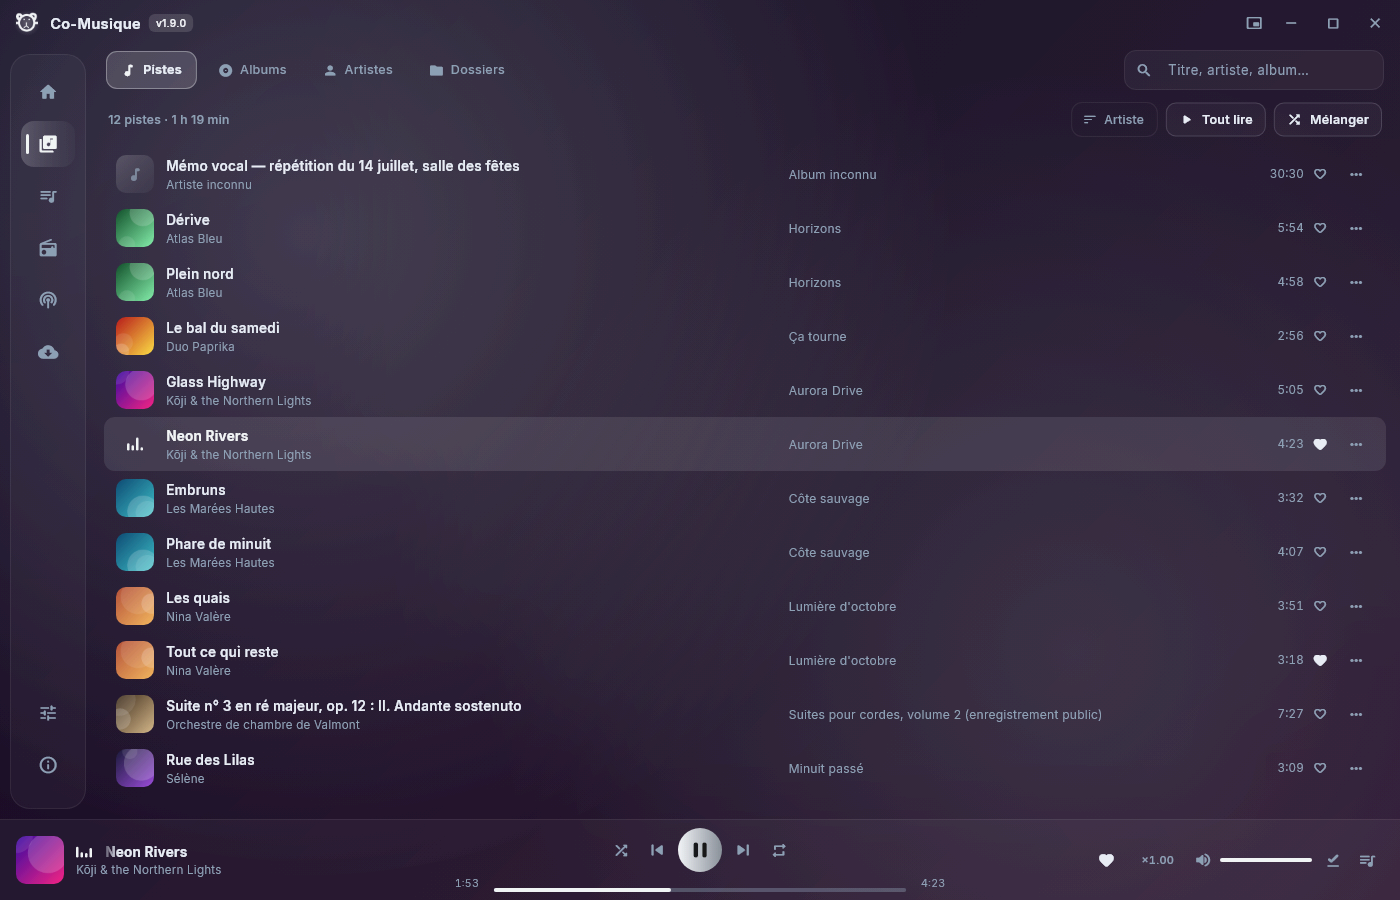 Co-Musique v1.9.0
Pistes Albums Artistes Dossiers
Titre, artiste, album...
12 pistes · 1 h 19 min
Artiste Tout lire Mélanger
Mémo vocal — répétition du 14 juillet, salle des fêtes
Artiste inconnu
Album inconnu
30:30
Dérive
Atlas Bleu
Horizons
5:54
Plein nord
Atlas Bleu
Horizons
4:58
Le bal du samedi
Duo Paprika
Ça tourne
2:56
Glass Highway
Kōji & the Northern Lights
Aurora Drive
5:05
Neon Rivers
Kōji & the Northern Lights
Aurora Drive
4:23
Embruns
Les Marées Hautes
Côte sauvage
3:32
Phare de minuit
Les Marées Hautes
Côte sauvage
4:07
Les quais
Nina Valère
Lumière d'octobre
3:51
Tout ce qui reste
Nina Valère
Lumière d'octobre
3:18
Suite n° 3 en ré majeur, op. 12 : II. Andante sostenuto
Orchestre de chambre de Valmont
Suites pour cordes, volume 2 (enregistrement public)
7:27
Rue des Lilas
Sélène
Minuit passé
3:09
Neon Rivers
Kōji & the Northern Lights
1:53
4:23
×1.00